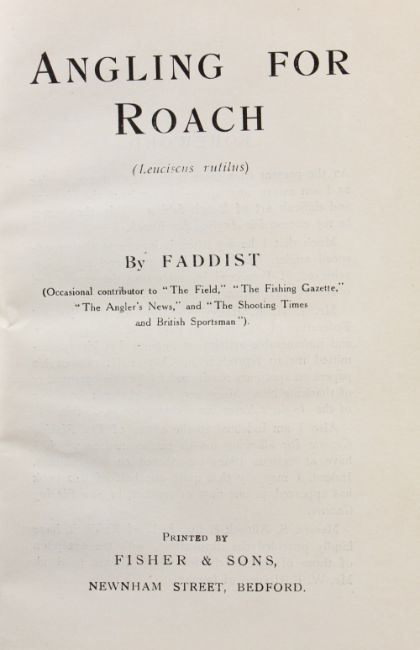 ANGLING FOR
ROACH
(Leuciscus rutilus)
By FADDIST
(Occasional contributor to "The Field," "The Fishing Gazette,"
"The Angler's News," and "The Shooting Times
and British Sportsman").
PRINTED BY
FISHER & SONS,
NEWNHAM STREET, BEDFORD.